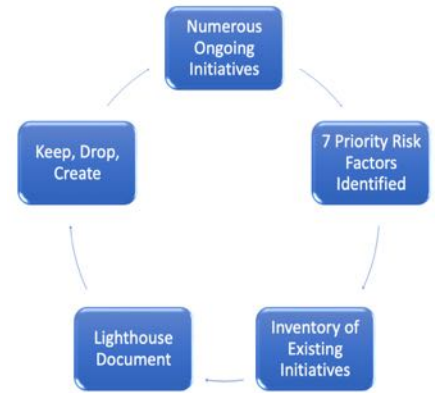 Numerous
Ongoing
Initiatives
7 Priority Risk
Factors
Identified
Inventory of
Existing
Initiatives
Lighthouse
Document
Keep, Drop,
Create